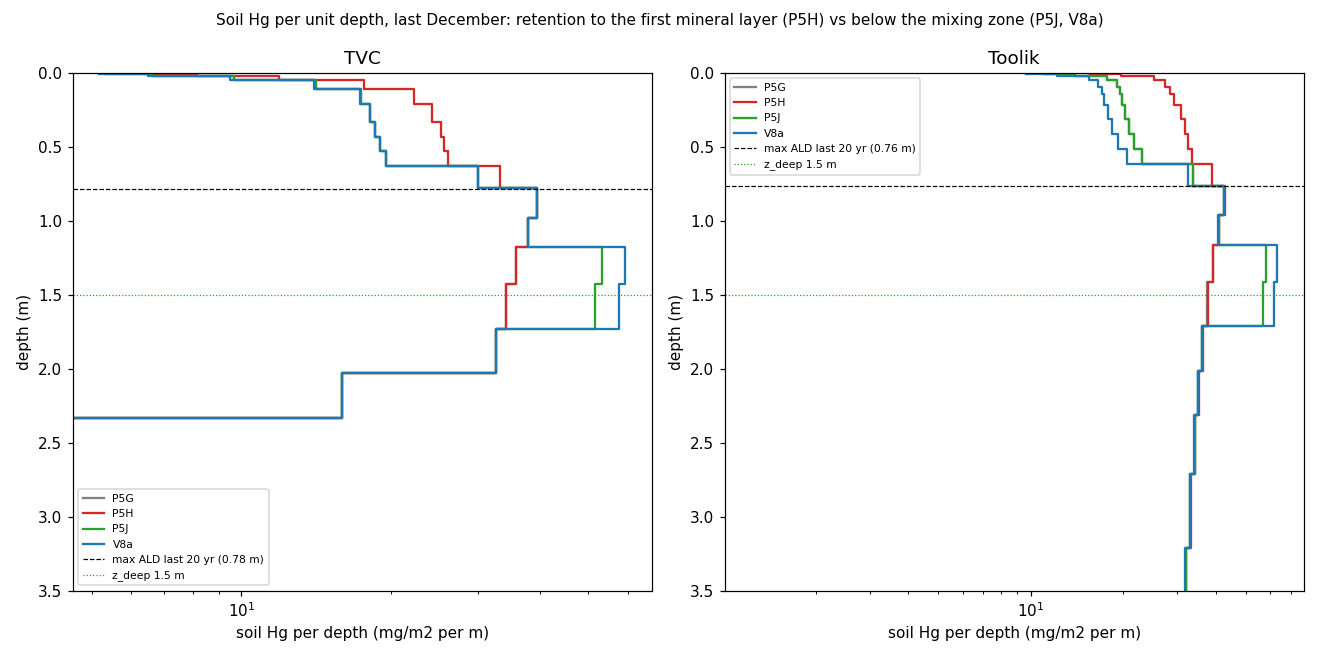 Soil Hg per unit depth, last December: retention to the first mineral layer (P5H) vs below the mixing zone (P5J, V8a)
TVC
0.0
0.5
1.0
1.5
2.0
2.5
3.0
3.5
depth (m)
P5G
P5H
P5J
V8a
max ALD last 20 yr (0.78 m)
z_deep 1.5 m
10¹
soil Hg per depth (mg/m2 per m)
Toolik
0.0
0.5
1.0
1.5
2.0
2.5
3.0
3.5
depth (m)
P5G
P5H
P5J
V8a
max ALD last 20 yr (0.76 m)
z_deep 1.5 m
10¹
soil Hg per depth (mg/m2 per m)